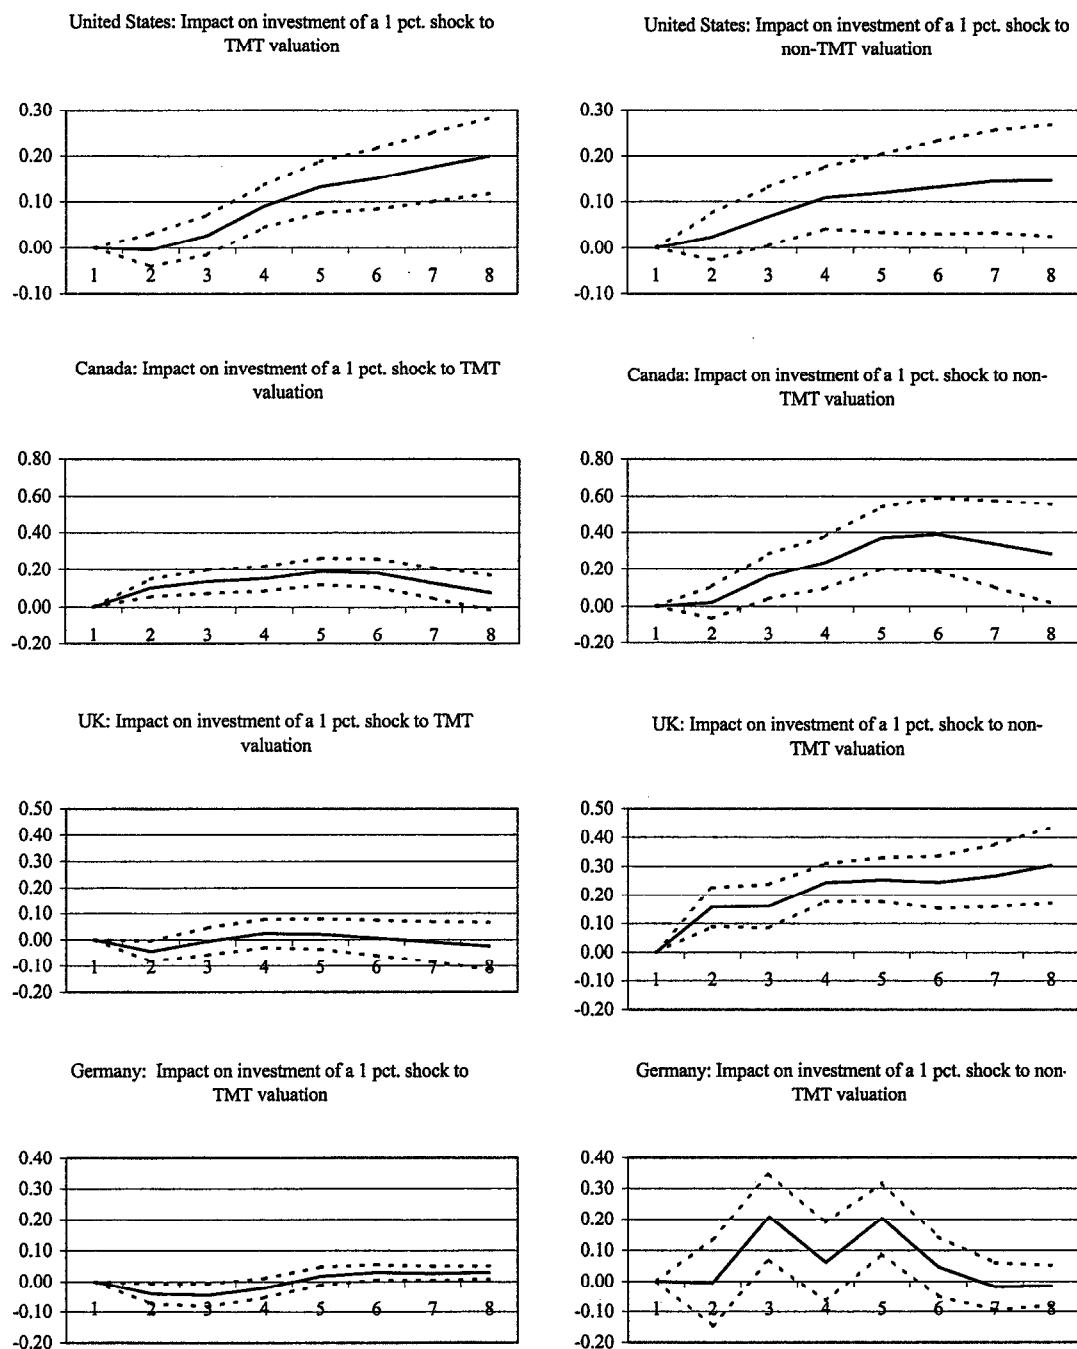 United States: Impact on investment of a 1 pct. shock to
TMT valuation
0.30
0.20
0.10
0.00
-0.10
1 2 3 4 5 6 7 8
United States: Impact on investment of a 1 pct. shock to
non-TMT valuation
0.30
0.20
0.10
0.00
-0.10
1 2 3 4 5 6 7 8
Canada: Impact on investment of a 1 pct. shock to TMT
valuation
0.80
0.60
0.40
0.20
0.00
-0.20
1 2 3 4 5 6 7 8
Canada: Impact on investment of a 1 pct. shock to non-
TMT valuation
0.80
0.60
0.40
0.20
0.00
-0.20
1 2 3 4 5 6 7 8
UK: Impact on investment of a 1 pct. shock to TMT
valuation
0.50
0.40
0.30
0.20
0.10
0.00
-0.10
-0.20
1 2 3 4 5 6 7 8
UK: Impact on investment of a 1 pct. shock to non-
TMT valuation
0.50
0.40
0.30
0.20
0.10
0.00
-0.10
-0.20
1 2 3 4 5 6 7 8
Germany: Impact on investment of a 1 pct. shock to
TMT valuation
0.40
0.30
0.20
0.10
0.00
-0.10
-0.20
1 2 3 4 5 6 7 8
Germany: Impact on investment of a 1 pct. shock to non-
TMT valuation
0.40
0.30
0.20
0.10
0.00
-0.10
-0.20
1 2 3 4 5 6 7 8